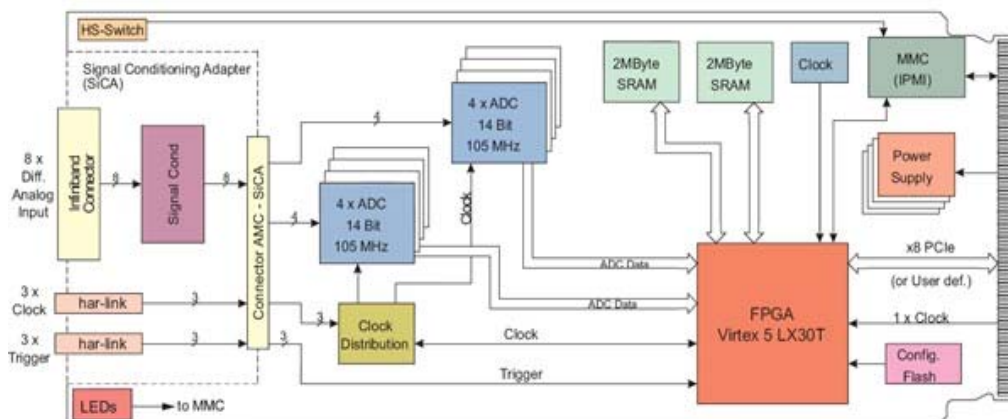 HS-Switch
Signal Conditioning Adapter
(SiCA)
8 x
Diff.
Analog
Input
Infiniband
Connector
8
Signal Cond
8
Connector AMC - SiCA
4
4
4 x ADC
14 Bit
105 MHz
4 x ADC
14 Bit
105 MHz
Clock
2MByte
SRAM
2MByte
SRAM
Clock
MMC
(IPMI)
Power
Supply
x8 PCIe
(or User def.)
ADC Data
ADC Data
FPGA
Virtex 5 LX30T
1 x Clock
3 x
Clock
har-link
3
3
Clock
Distribution
Clock
3 x
Trigger
har-link
3
3
Trigger
Config.
Flash
LEDs
to MMC